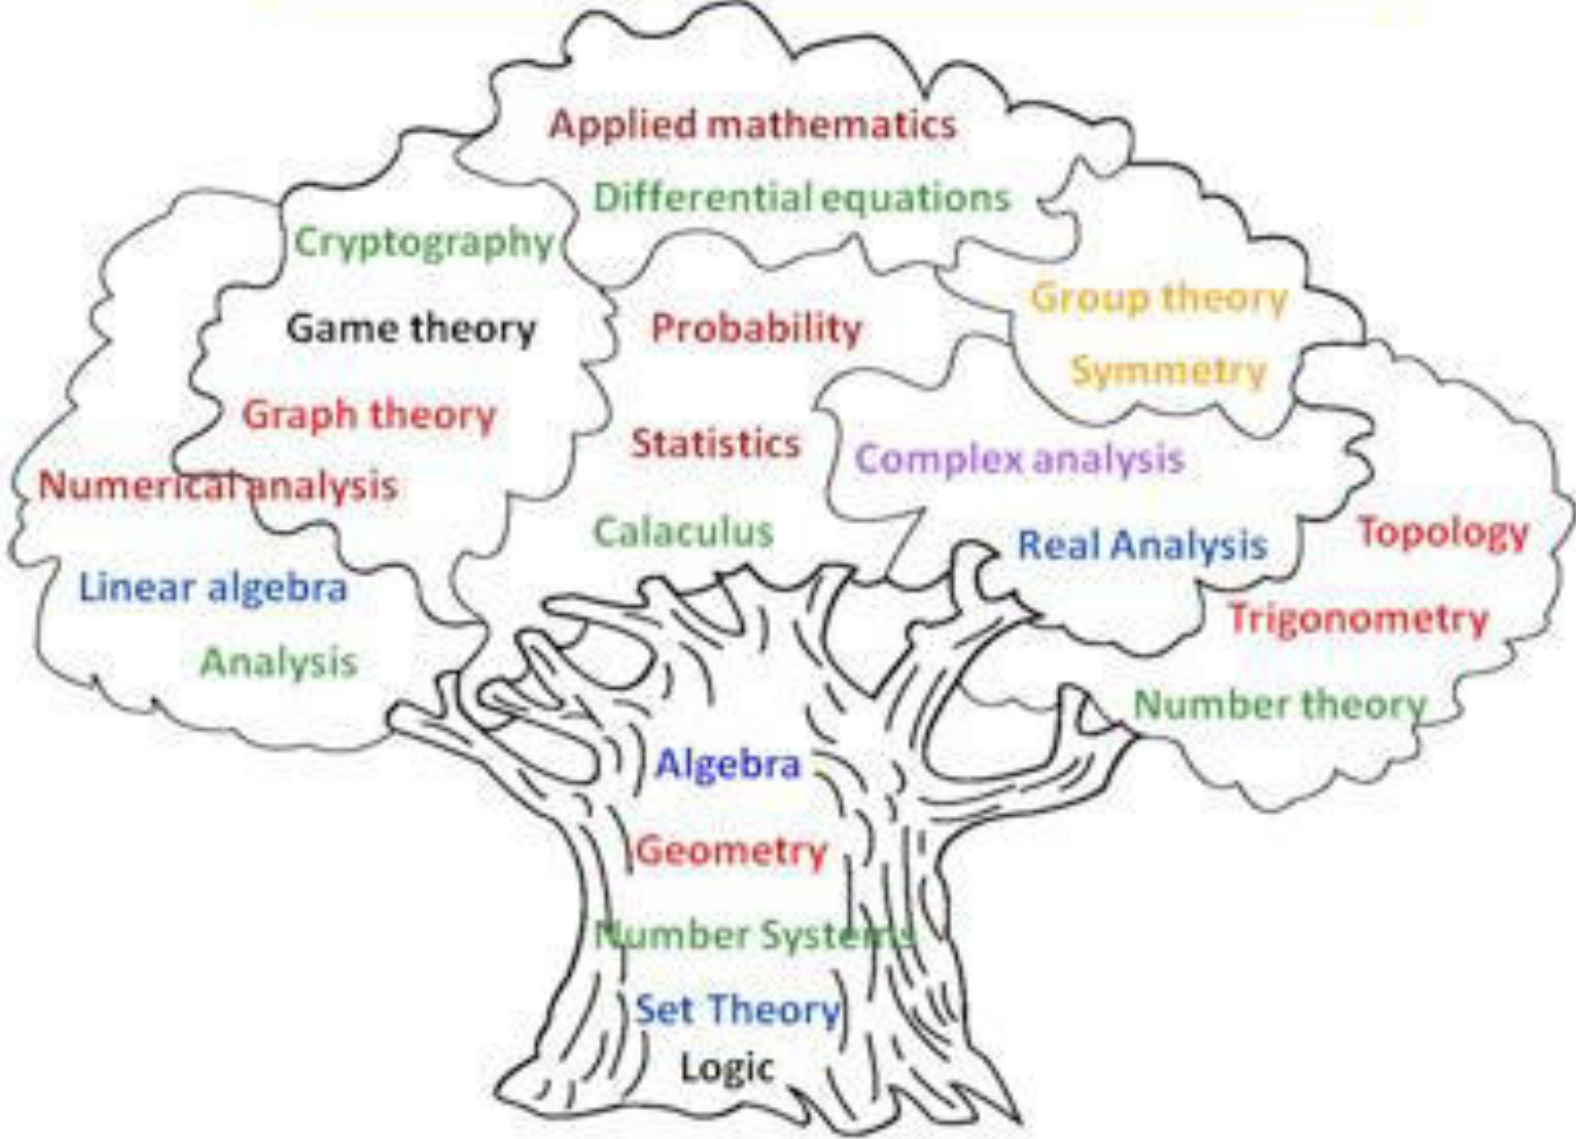 Applied mathematics
Differential equations
Cryptography
Group theory
Game theory
Probability
Symmetry
Graph theory
Statistics
Complex analysis
Numerical analysis
Calaculus
Real Analysis
Topology
Linear algebra
Trigonometry
Analysis
Number theory
Algebra
Geometry
Number Systems
Set Theory
Logic